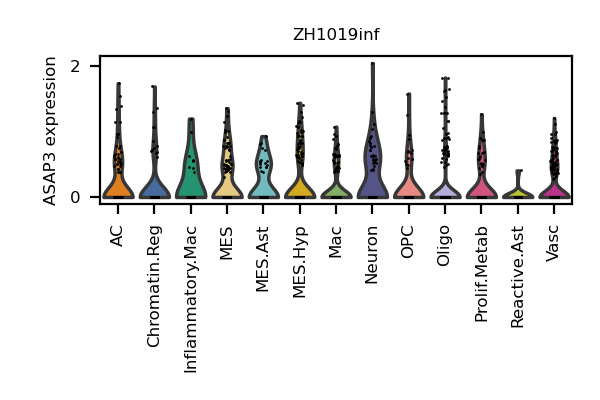 ZH1019inf
ASAP3 expression
2
0
AC
Chromatin.Reg
Inflammatory.Mac
MES
MES.Ast
MES.Hyp
Mac
Neuron
OPC
Oligo
Prolif.Metab
Reactive.Ast
Vasc